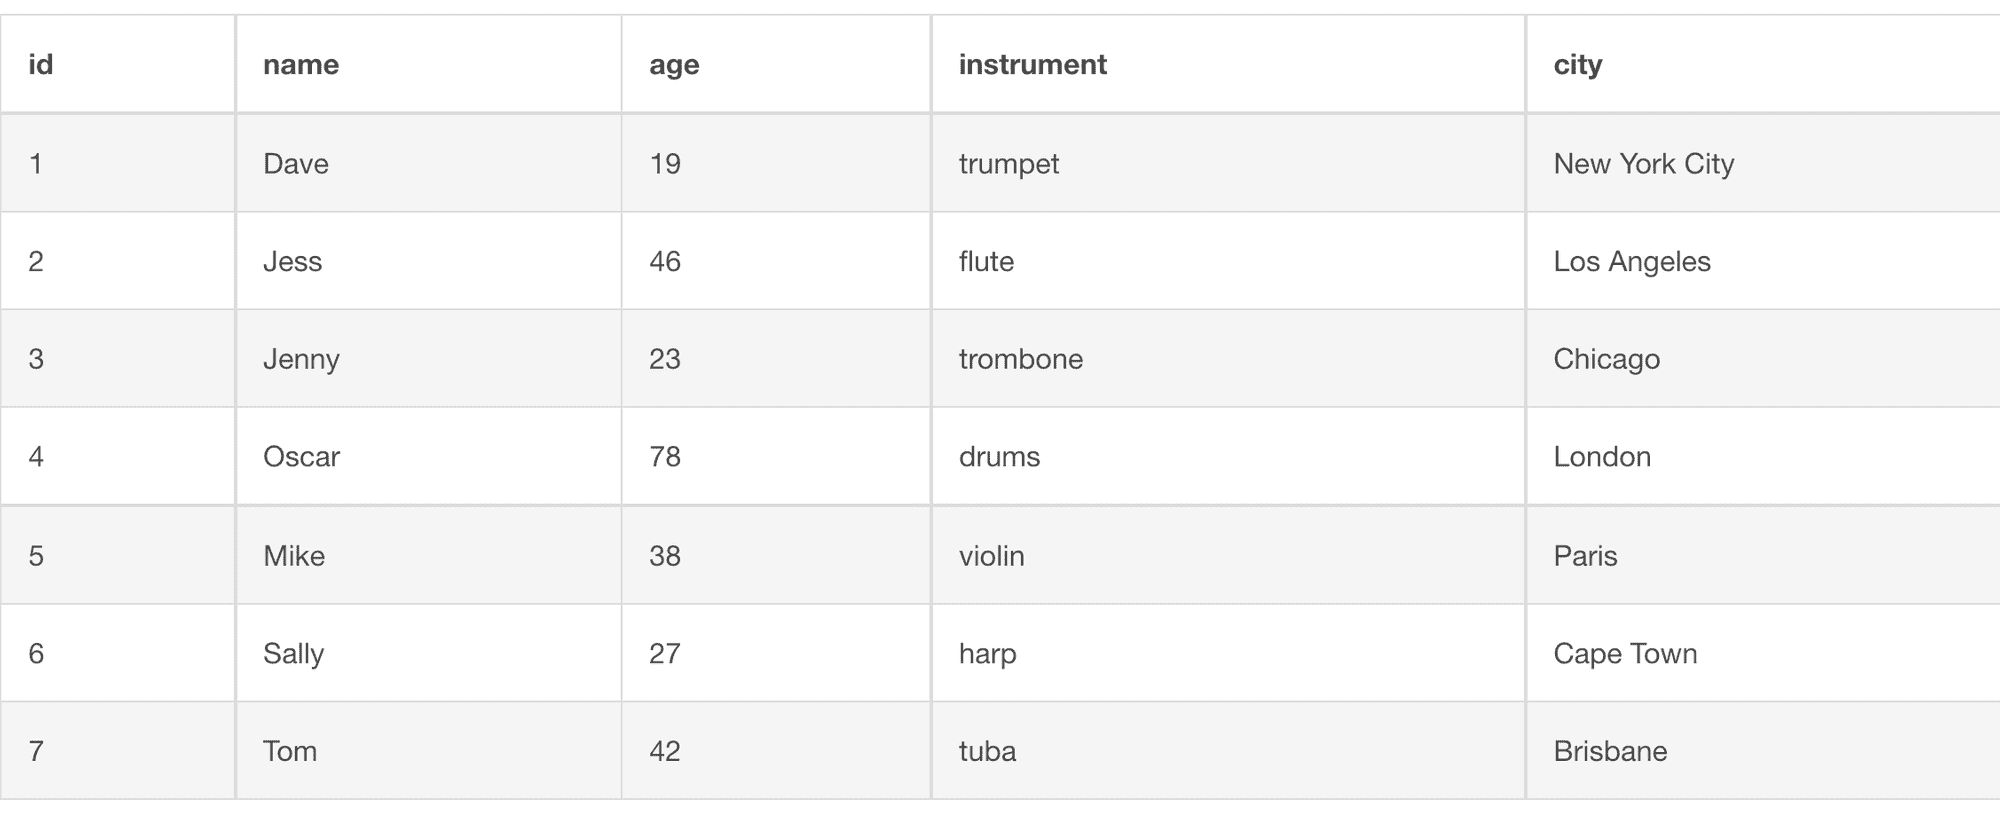 id name age instrument city
1 Dave 19 trumpet New York City
2 Jess 46 flute Los Angeles
3 Jenny 23 trombone Chicago
4 Oscar 78 drums London
5 Mike 38 violin Paris
6 Sally 27 harp Cape Town
7 Tom 42 tuba Brisbane